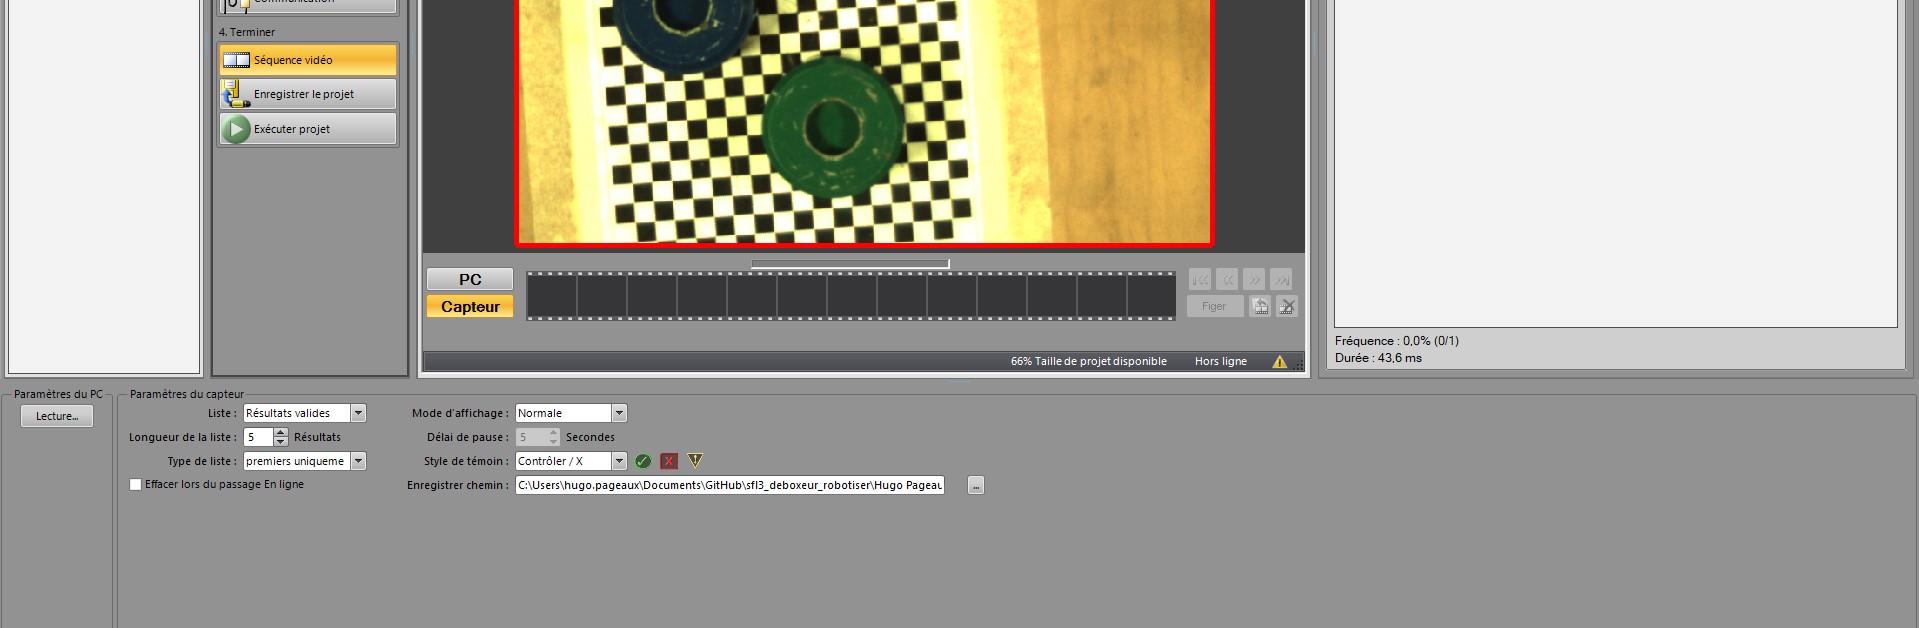 Communication
4. Terminer
Séquence vidéo
Enregistrer le projet
Exécuter projet
PC
Capteur
Figer
66% Taille de projet disponible
Hors ligne
Fréquence : 0,0% (0/1)
Durée : 43,6 ms
Paramètres du PC
Lecture...
Paramètres du capteur
Liste : Résultats valides
Longueur de la liste : 5 Résultats
Type de liste : premiers uniqueme
Effacer lors du passage En ligne
Mode d'affichage : Normale
Délai de pause : 5 Secondes
Style de témoin : Contrôler / X
Enregistrer chemin : C:\Users\hugo.pageaux\Documents\GitHub\sfl3_deboxeur_robotiser\Hugo Pageau
...